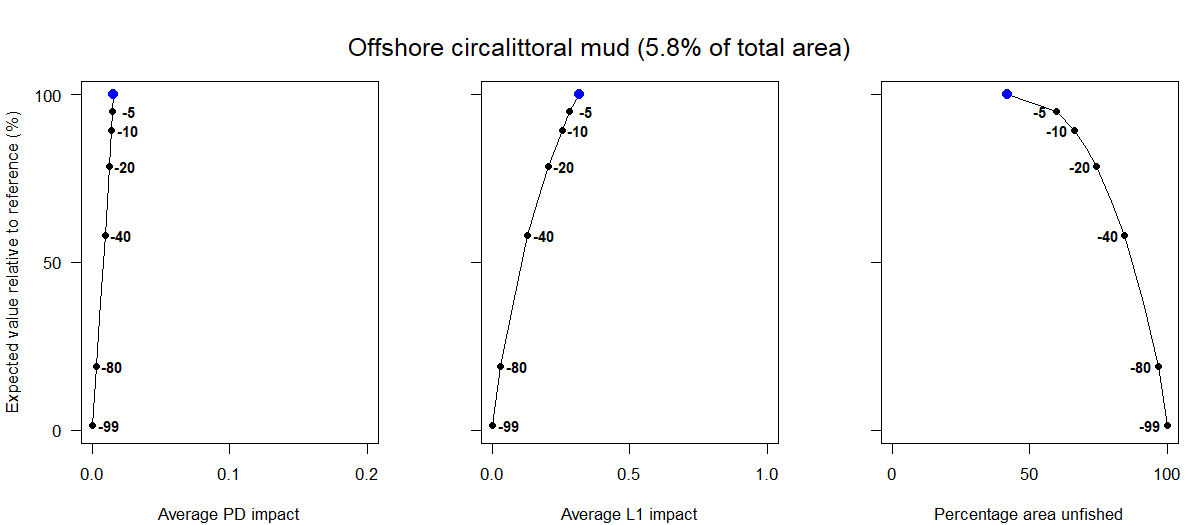 Offshore circalittoral mud (5.8% of total area)
Expected value relative to reference (%)
100
50
0
-5
-10
-20
-40
-80
-99
0.0 0.1 0.2
Average PD impact
-5
-10
-20
-40
-80
-99
0.0 0.5 1.0
Average L1 impact
-5
-10
-20
-40
-80
-99
0 50 100
Percentage area unfished